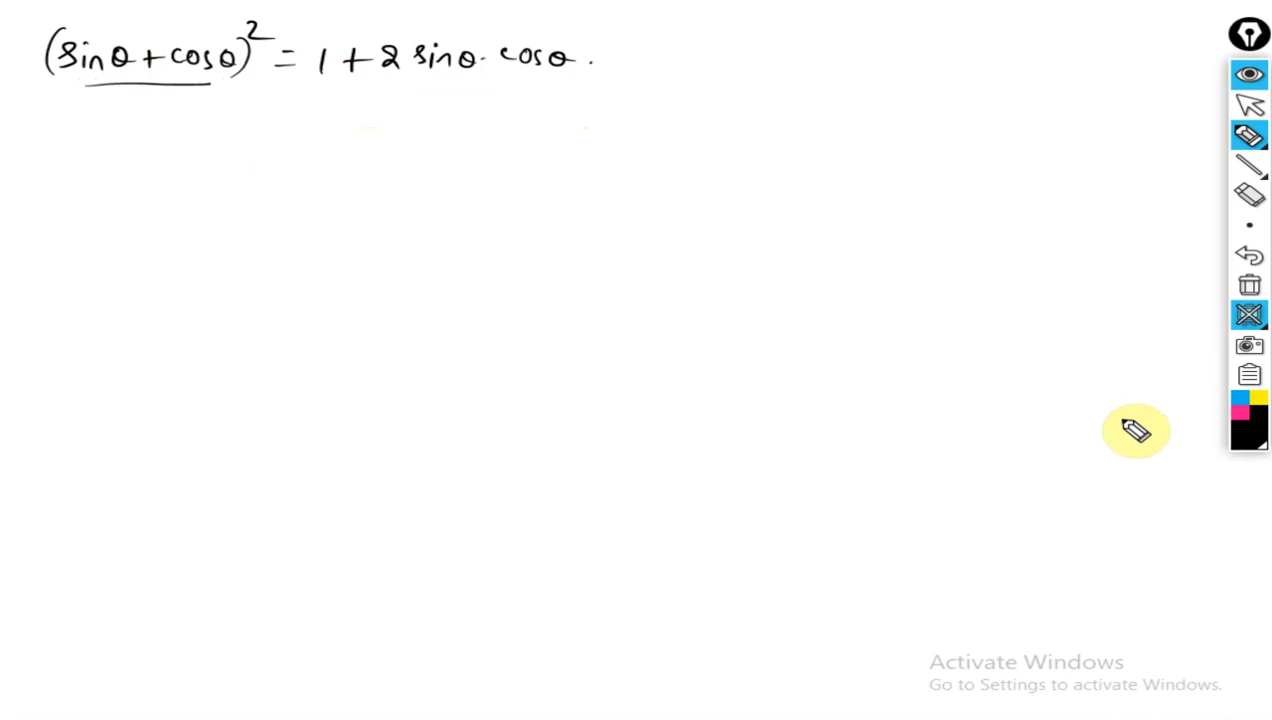 (sinθ + cosθ)² = 1 + 2 sinθ · cosθ .
Activate Windows
Go to Settings to activate Windows.